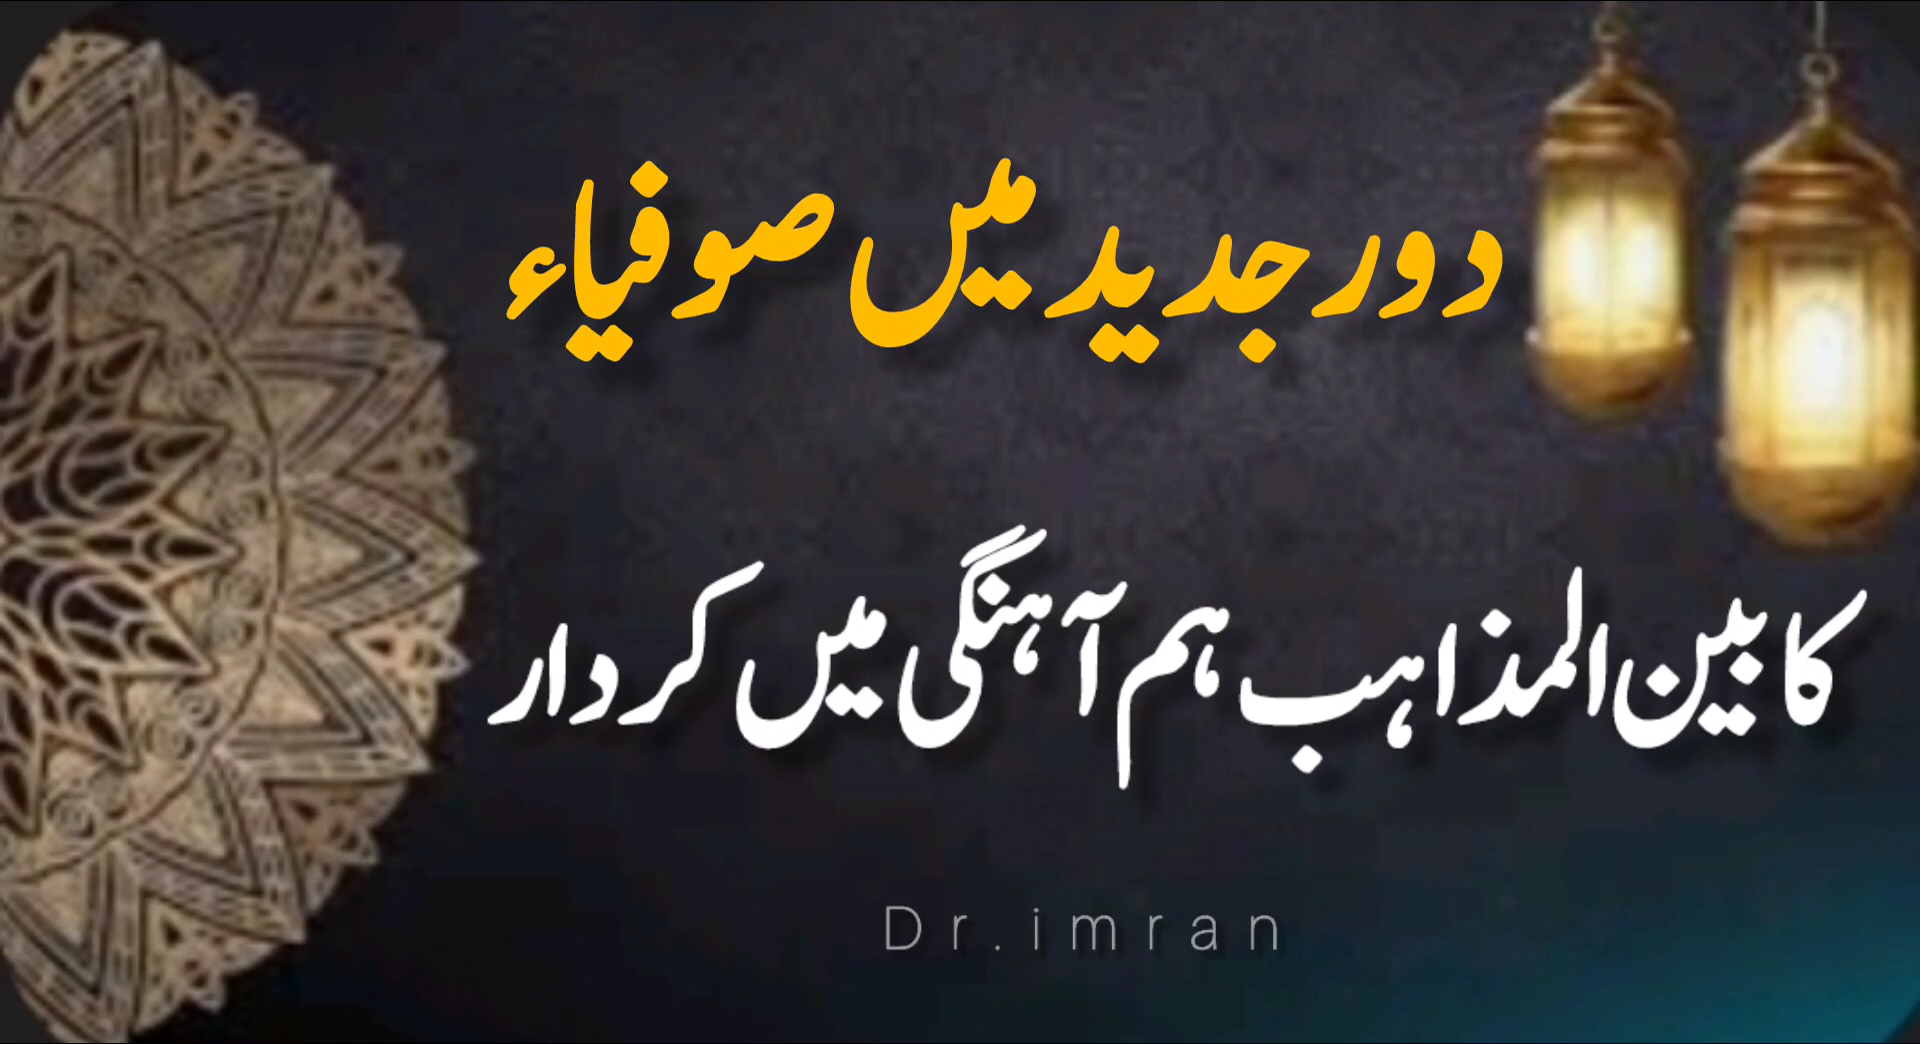 دور جدید میں صوفیاء
کا بین المذاہب ہم آہنگی میں کردار
Dr.imran